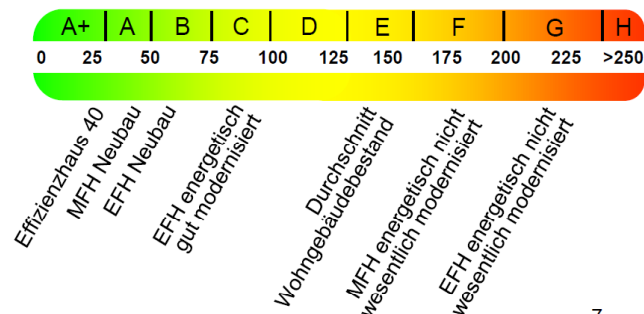 A+ A B C D E F G H
0 25 50 75 100 125 150 175 200 225 >250
Effizienzhaus 40
MFH Neubau
EFH Neubau
EFH energetisch
gut modernisiert
Durchschnitt
Wohngebäudebestand
MFH energetisch nicht
wesentlich modernisiert
EFH energetisch nicht
wesentlich modernisiert
7